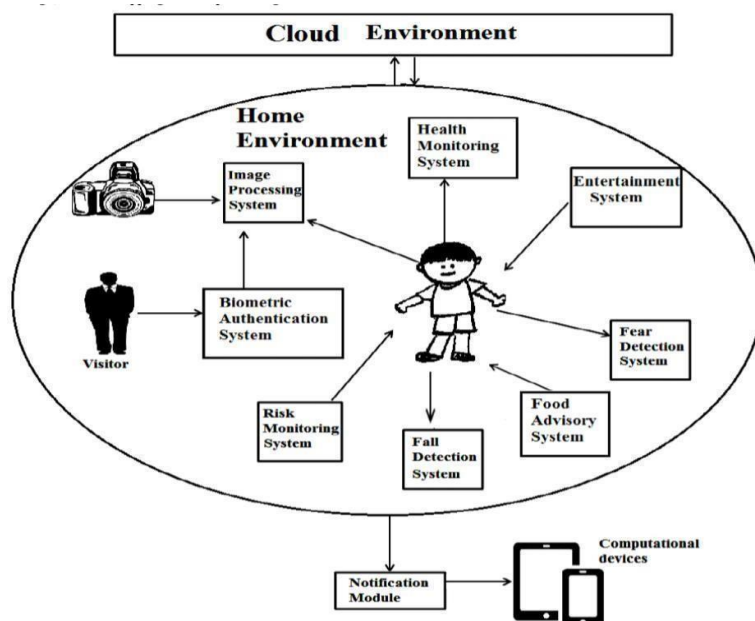 Cloud Environment
Home
Environment
Health
Monitoring
System
Image
Processing
System
Entertainment
System
Biometric
Authentication
System
Visitor
Fear
Detection
System
Risk
Monitoring
System
Food
Advisory
System
Fall
Detection
System
Computational
devices
Notification
Module